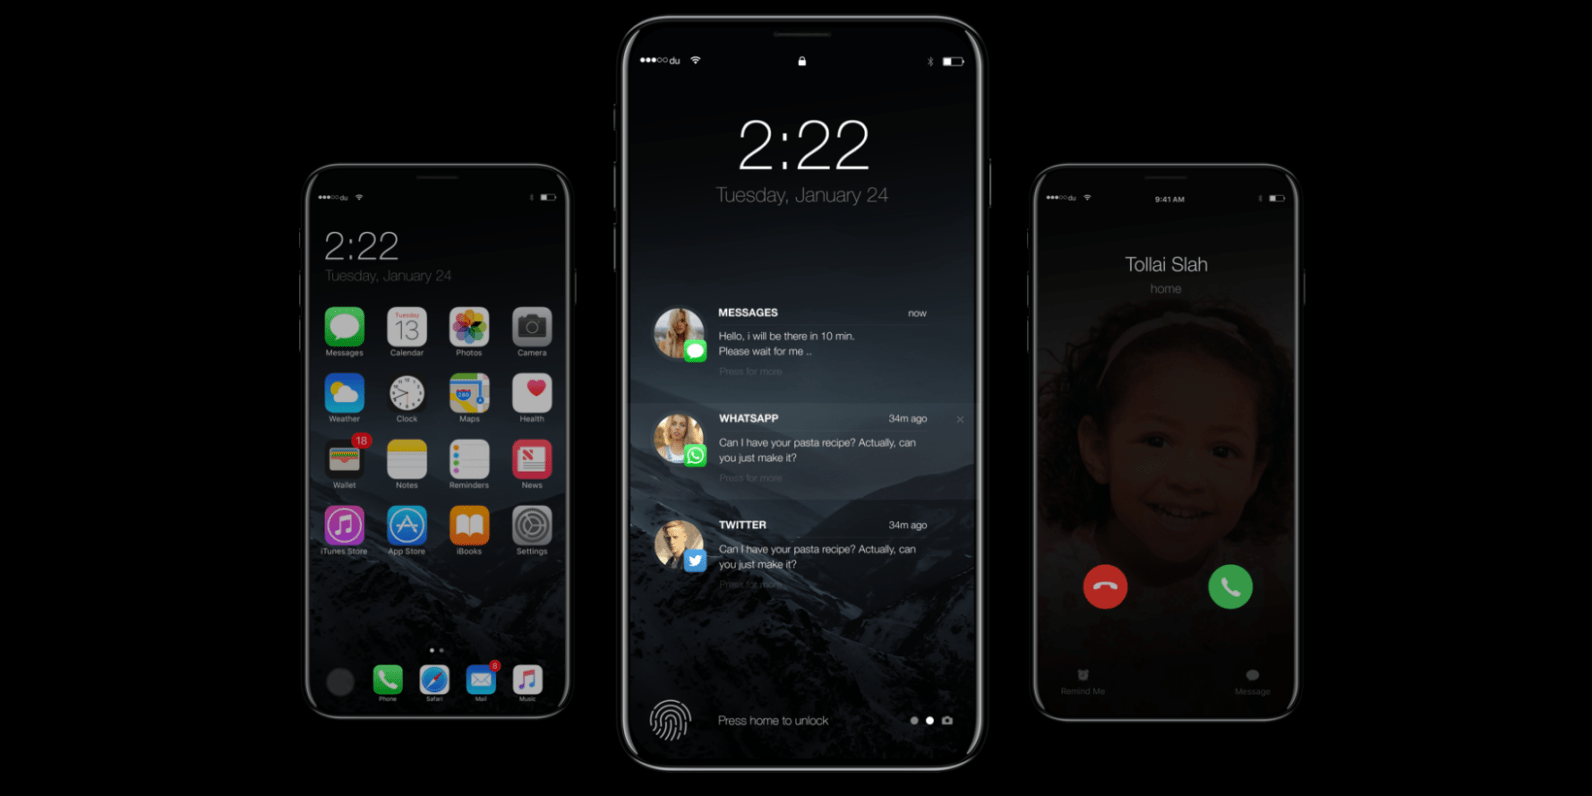 du
2:22
Tuesday, January 24
Messages
Tuesday
13
Calendar
Photos
Camera
Weather
Clock
280
Maps
Health
18
Wallet
Notes
Reminders
News
iTunes Store
App Store
iBooks
Settings
8
Phone
Safari
Mail
Music
du
2:22
Tuesday, January 24
MESSAGES now
Hello, i will be there in 10 min.
Please wait for me ..
Press for more
WHATSAPP 34m ago
Can I have your pasta recipe? Actually, can
you just make it?
Press for more
TWITTER 34m ago
Can I have your pasta recipe? Actually, can
you just make it?
Press for more
Press home to unlock
du 9:41 AM
Tollai Slah
home
Remind Me Message